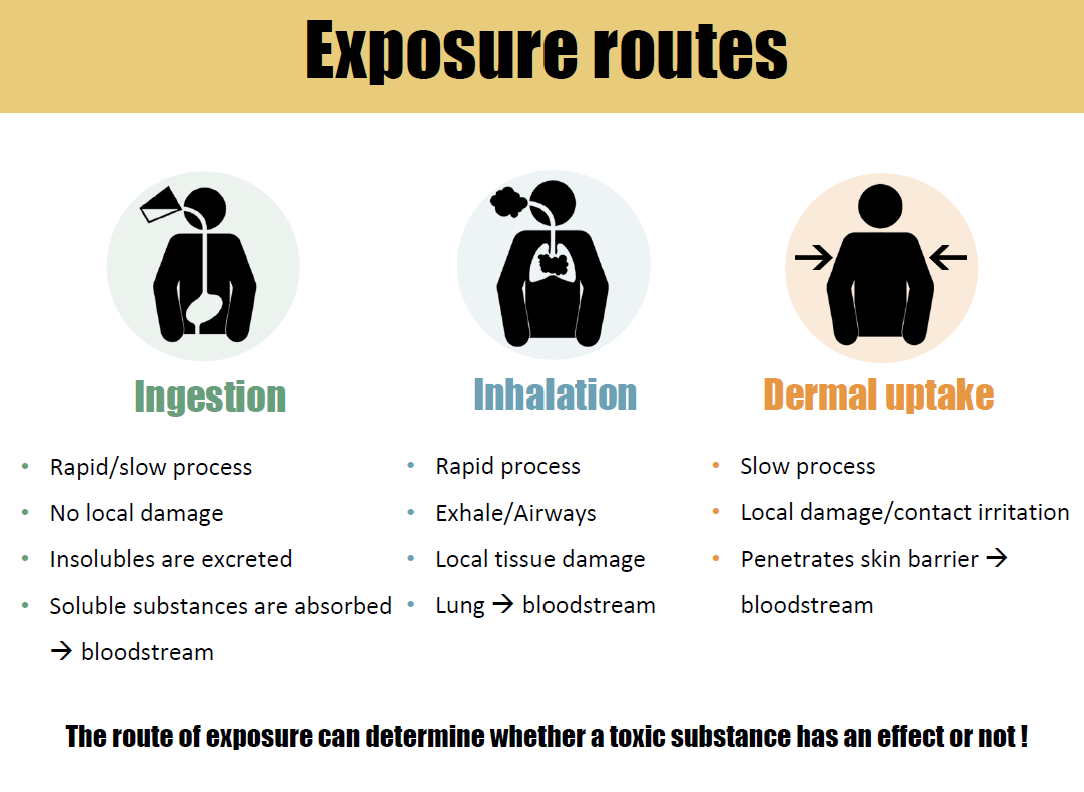 Exposure routes
Ingestion
• Rapid/slow process
• No local damage
• Insolubles are excreted
• Soluble substances are absorbed
→ bloodstream
Inhalation
• Rapid process
• Exhale/Airways
• Local tissue damage
• Lung → bloodstream
Dermal uptake
• Slow process
• Local damage/contact irritation
• Penetrates skin barrier →
bloodstream
The route of exposure can determine whether a toxic substance has an effect or not !